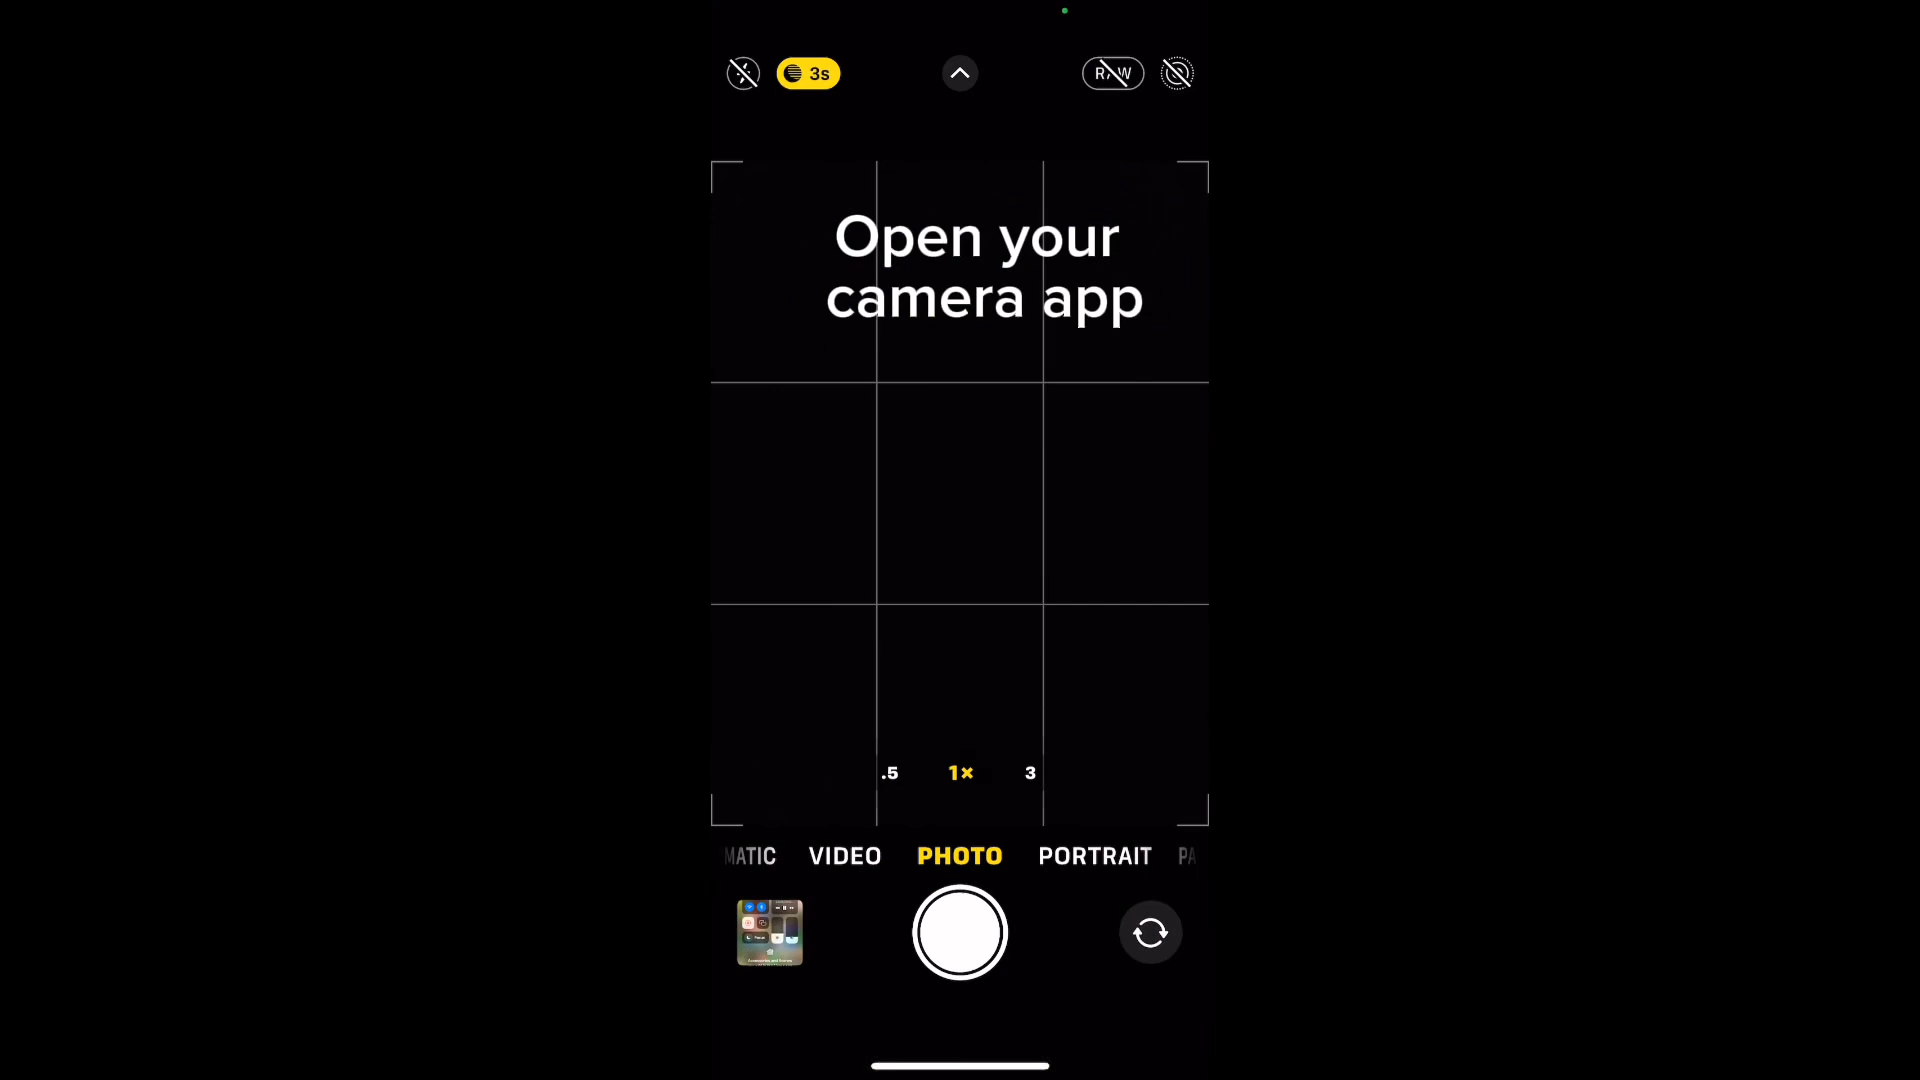 3s
RAW
Open your
camera app
.5 1× 3
MATIC VIDEO PHOTO PORTRAIT PA